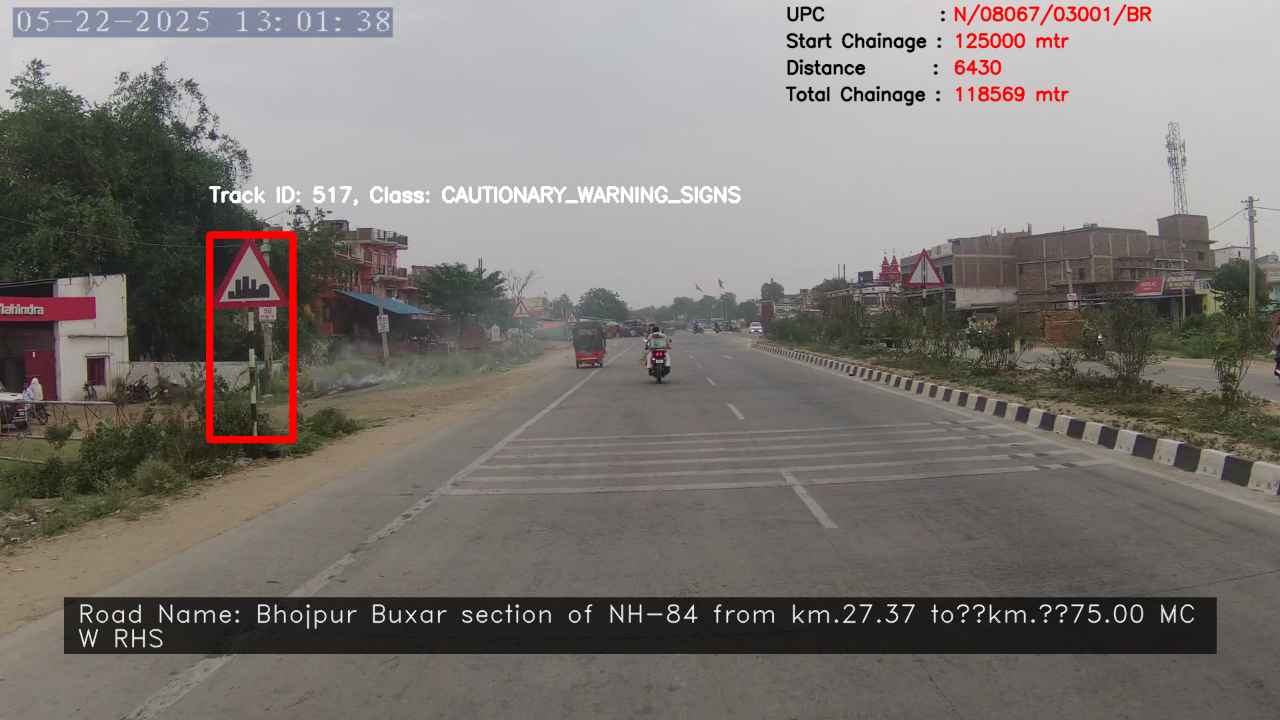 05-22-2025 13:01:38
UPC : N/08067/03001/BR
Start Chainage : 125000 mtr
Distance : 6430
Total Chainage : 118569 mtr
Track ID: 517, Class: CAUTIONARY_WARNING_SIGNS
Mahindra
50
Road Name: Bhojpur Buxar section of NH-84 from km.27.37 to??km.??75.00 MC
W RHS